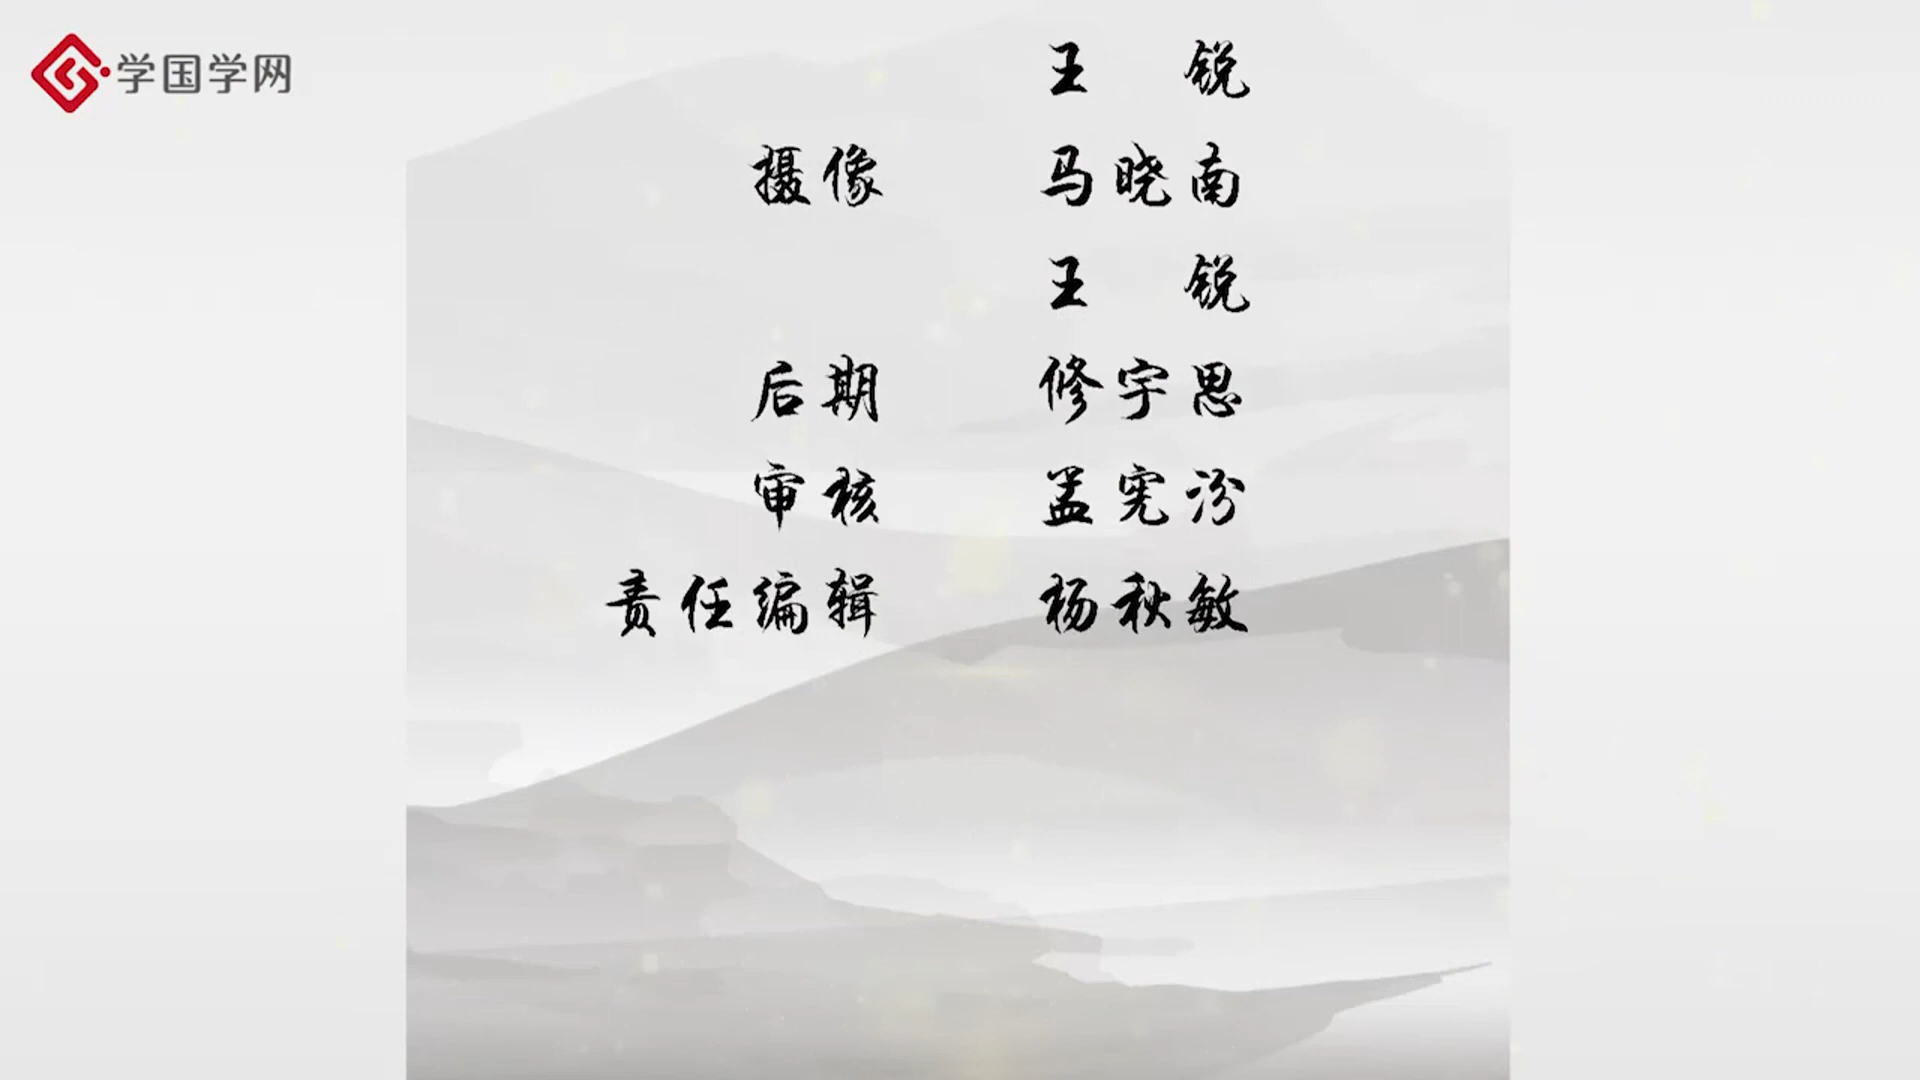 学国学网
王 锐
摄像 马晓南
王 锐
后期 修宇思
审核 孟宪汾
责任编辑 杨秋敏